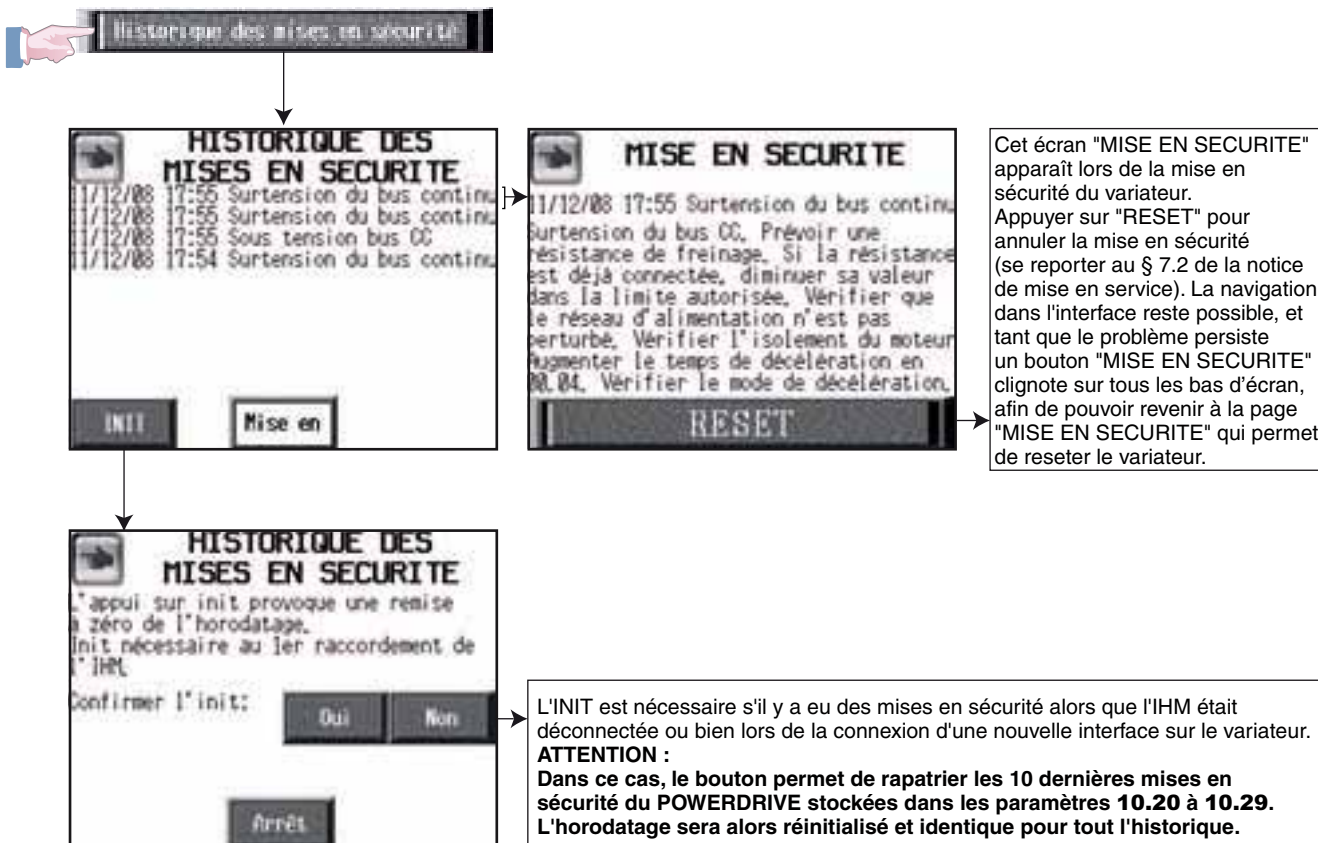 Historique des mises en sécurité
HISTORIQUE DES
MISES EN SECURITE
11/12/08 17:55 Surtension du bus continu
11/12/08 17:55 Surtension du bus continu
11/12/08 17:55 Sous tension bus CC
11/12/08 17:54 Surtension du bus continu
INIT
Mise en
MISE EN SECURITE
11/12/08 17:55 Surtension du bus continu
Surtension du bus CC. Prévoir une
résistance de freinage. Si la résistance
est déjà connectée, diminuer sa valeur
dans la limite autorisée. Vérifier que
le réseau d'alimentation n'est pas
perturbé. Vérifier l'isolement du moteur
Augmenter le temps de décélération en
00.04. Vérifier le mode de décélération.
RESET
Cet écran "MISE EN SECURITE"
apparaît lors de la mise en
sécurité du variateur.
Appuyer sur "RESET" pour
annuler la mise en sécurité
(se reporter au § 7.2 de la notice
de mise en service). La navigation
dans l'interface reste possible, et
tant que le problème persiste
un bouton "MISE EN SECURITE"
clignote sur tous les bas d'écran,
afin de pouvoir revenir à la page
"MISE EN SECURITE" qui permet
de reseter le variateur.
HISTORIQUE DES
MISES EN SECURITE
L'appui sur init provoque une remise
à zéro de l'horodatage.
Init nécessaire au 1er raccordement de
l'IHM
Confirmer l'init:
Oui
Non
Arrêt
L'INIT est nécessaire s'il y a eu des mises en sécurité alors que l'IHM était
déconnectée ou bien lors de la connexion d'une nouvelle interface sur le variateur.
ATTENTION :
Dans ce cas, le bouton permet de rapatrier les 10 dernières mises en
sécurité du POWERDRIVE stockées dans les paramètres 10.20 à 10.29.
L'horodatage sera alors réinitialisé et identique pour tout l'historique.